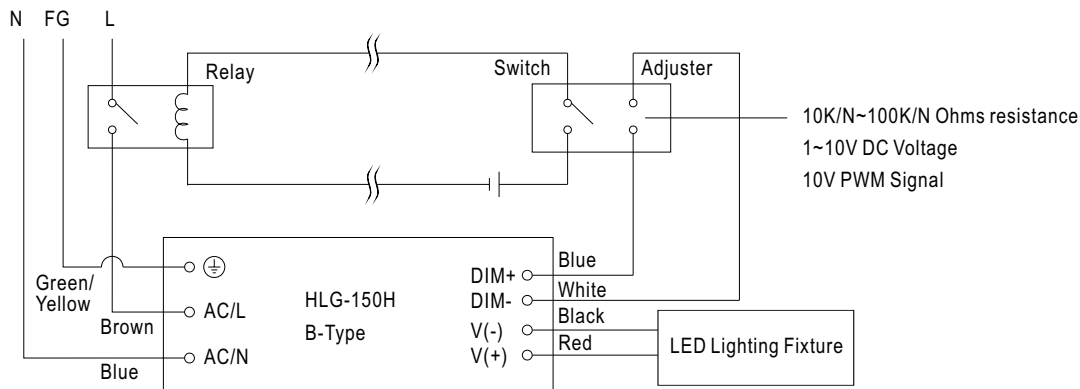 N FG L
Relay
Switch
Adjuster
10K/N~100K/N Ohms resistance
1~10V DC Voltage
10V PWM Signal
Green/
Yellow
Brown
Blue
AC/L
AC/N
HLG-150H
B-Type
DIM+
DIM-
V(-)
V(+)
Blue
White
Black
Red
LED Lighting Fixture